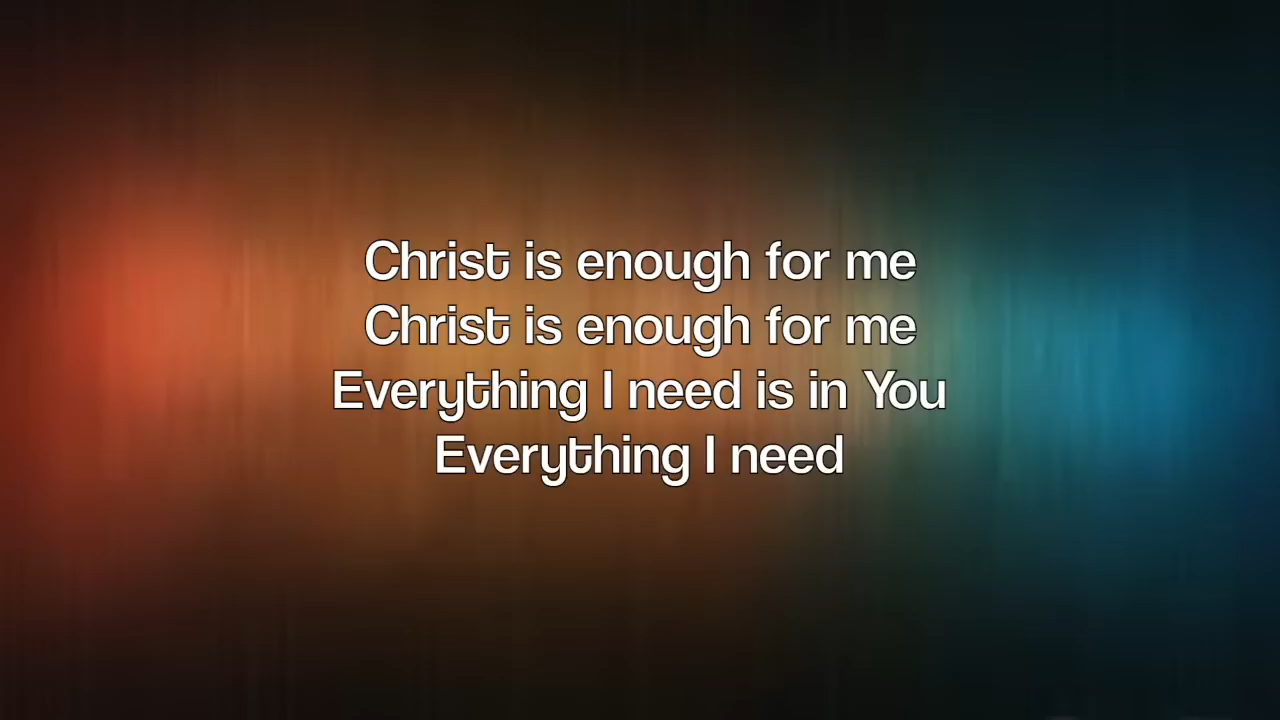 Christ is enough for me
Christ is enough for me
Everything I need is in You
Everything I need